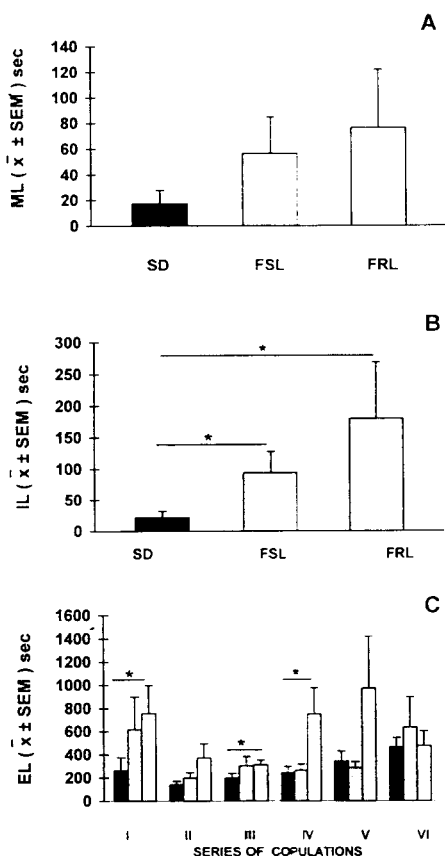 A
ML ( x̄ ± SEM ) sec
140
120
100
80
60
40
20
0
SD FSL FRL
B
IL ( x̄ ± SEM ) sec
300
250
200
150
100
50
0
*
*
SD FSL FRL
C
EL ( x̄ ± SEM ) sec
1600
1400
1200
1000
800
600
400
200
0
* * *
I II III IV V VI
SERIES OF COPULATIONS